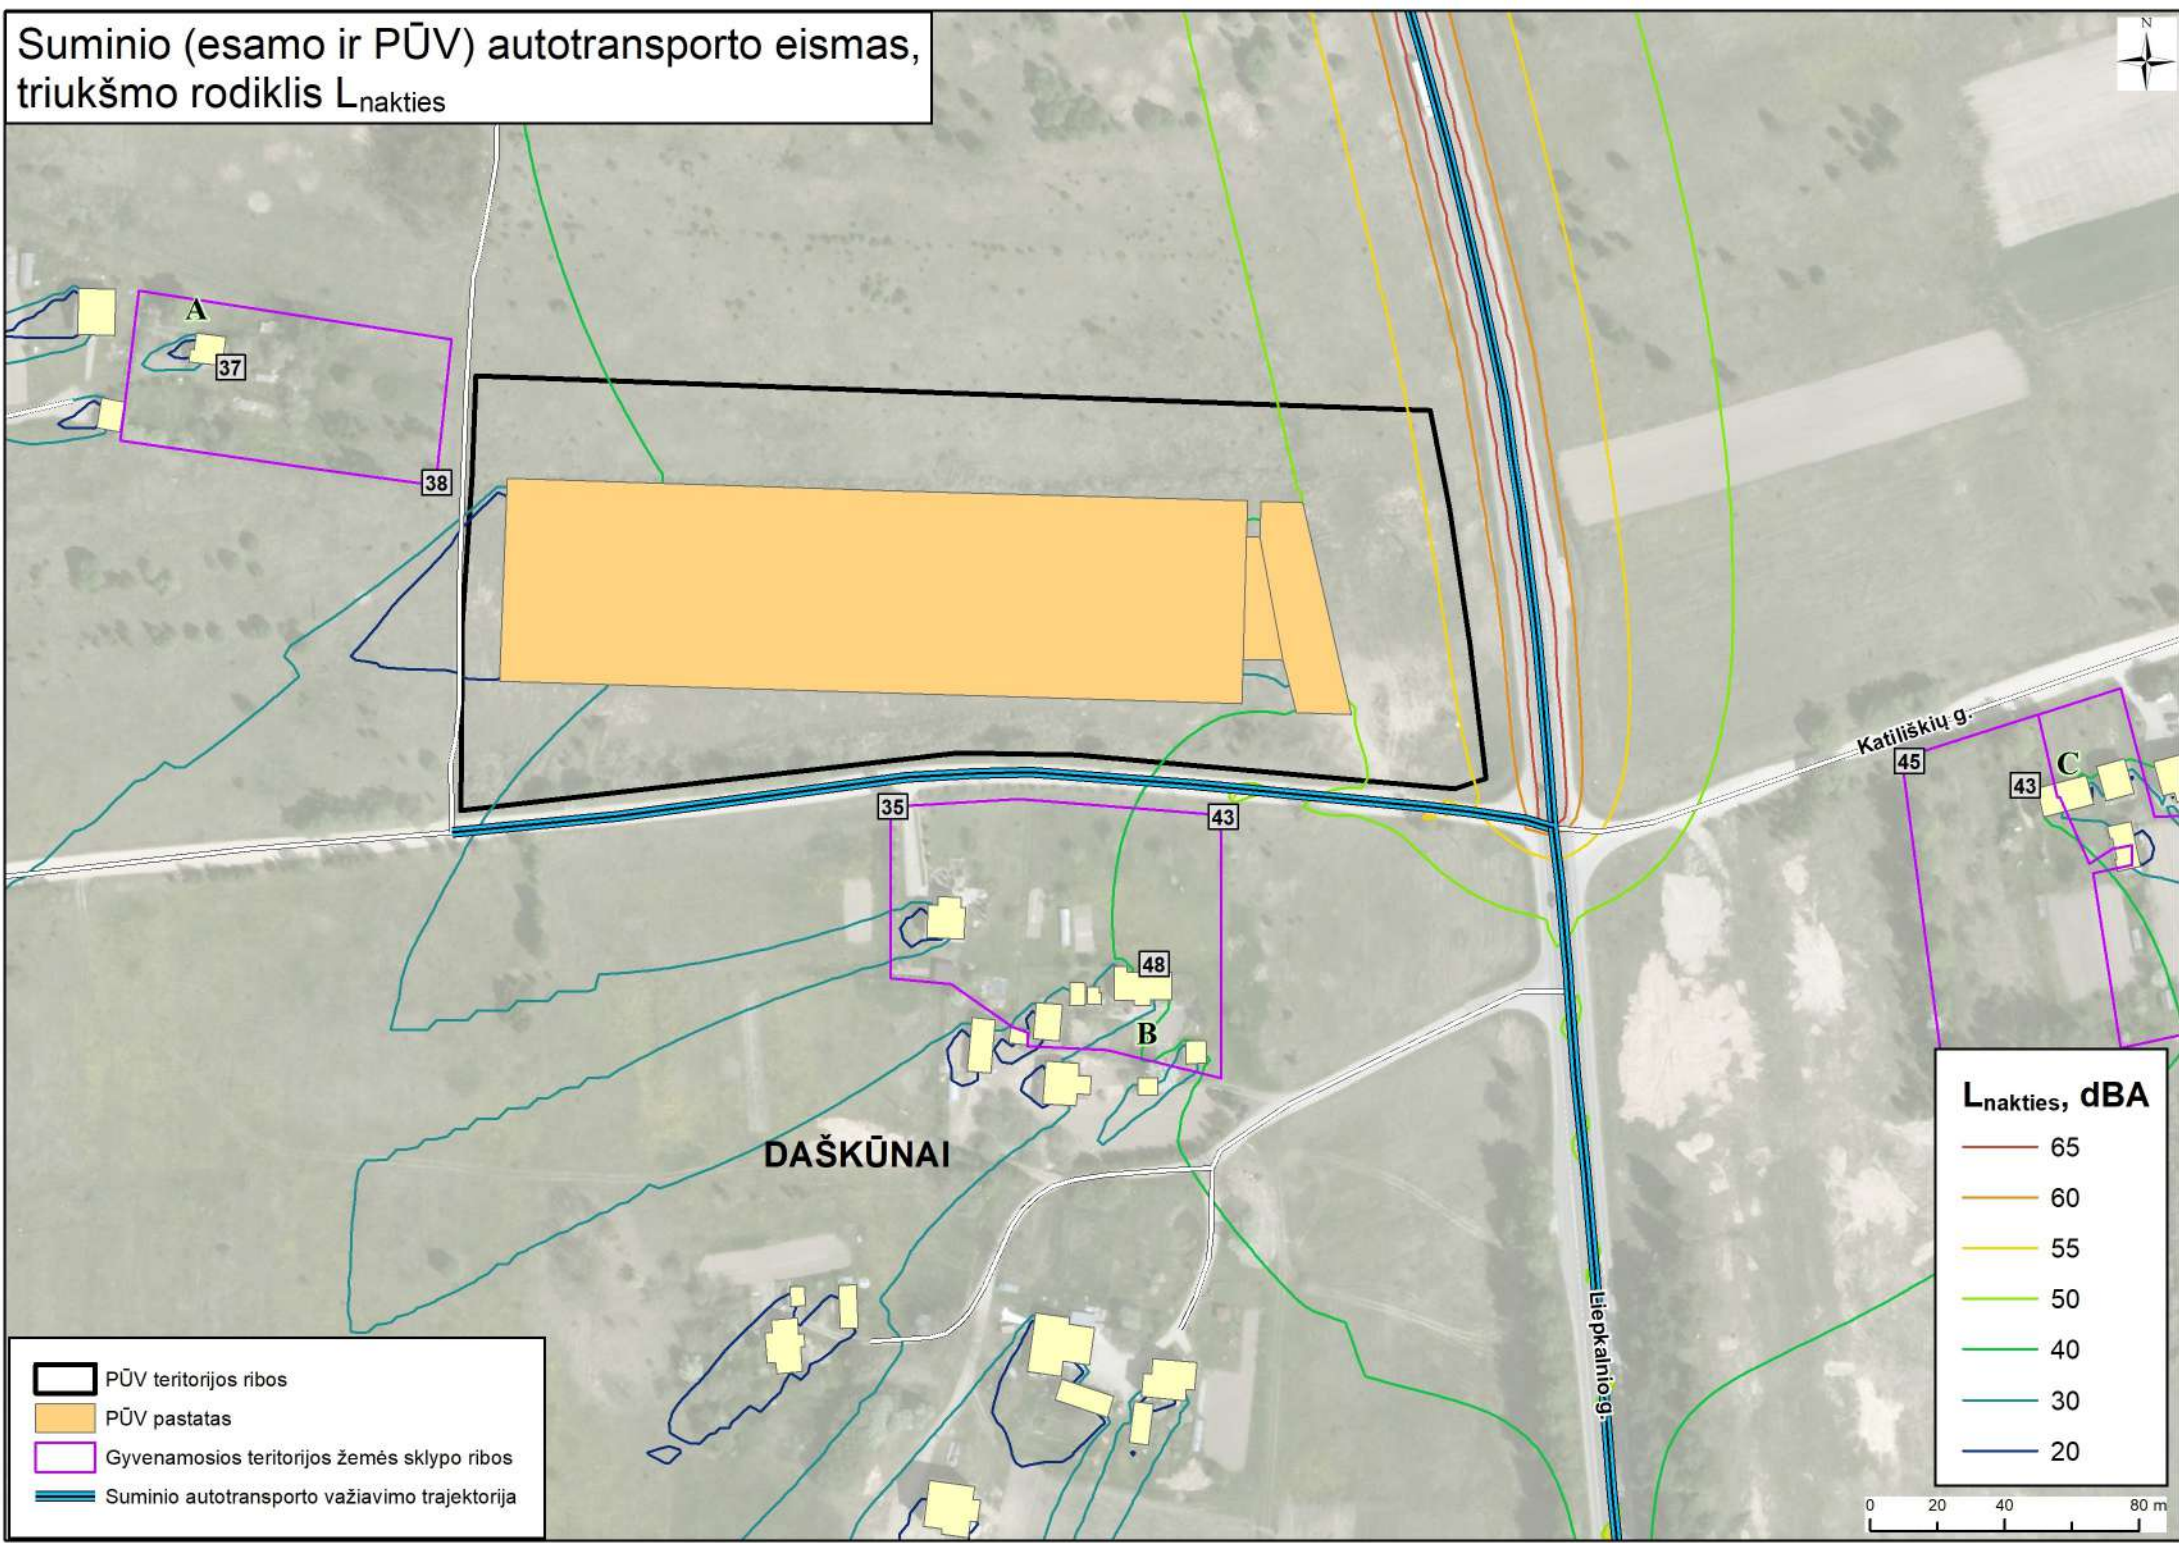 Suminio (esamo ir PŪV) autotransporto eismas,
triukšmo rodiklis Lnakties
N
A
37
38
Katiliškių g.
45
C
43
35
43
48
B
DAŠKŪNAI
Liepkalnio g.
Lnakties, dBA
65
60
55
50
40
30
20
PŪV teritorijos ribos
PŪV pastatas
Gyvenamosios teritorijos žemės sklypo ribos
Suminio autotransporto važiavimo trajektorija
0 20 40 80 m